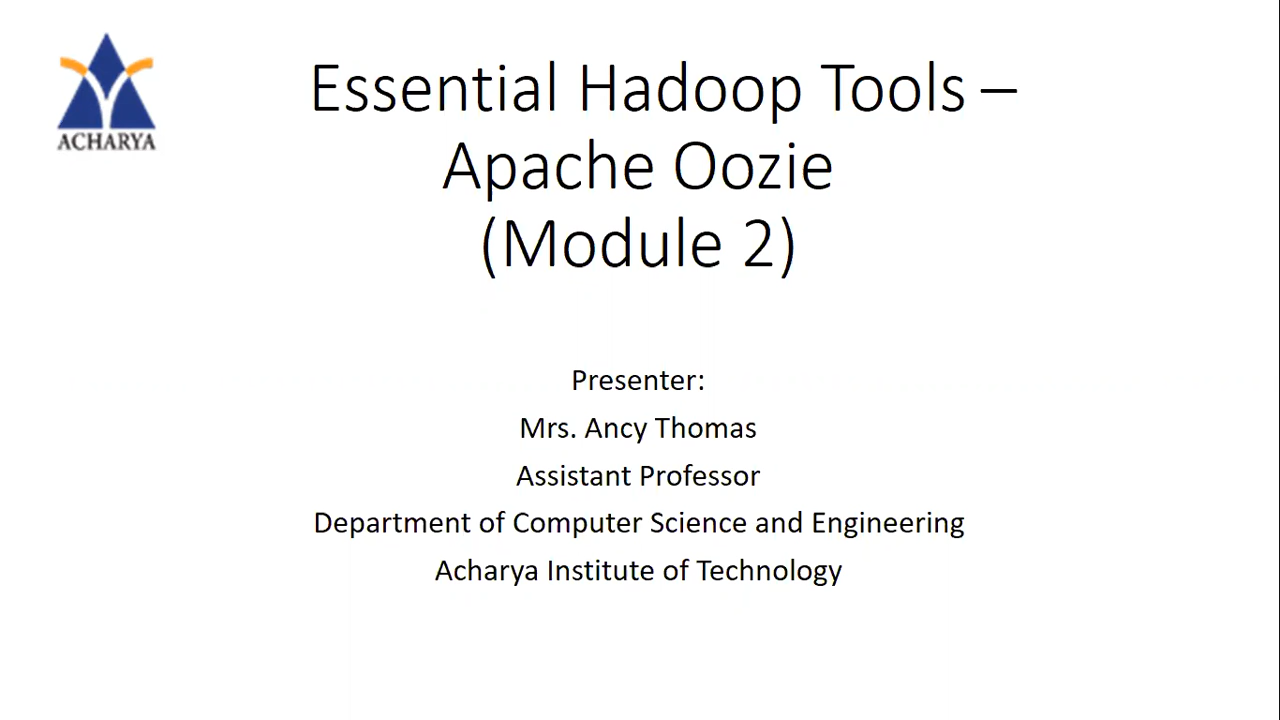 ACHARYA
Essential Hadoop Tools –
Apache Oozie
(Module 2)
Presenter:
Mrs. Ancy Thomas
Assistant Professor
Department of Computer Science and Engineering
Acharya Institute of Technology